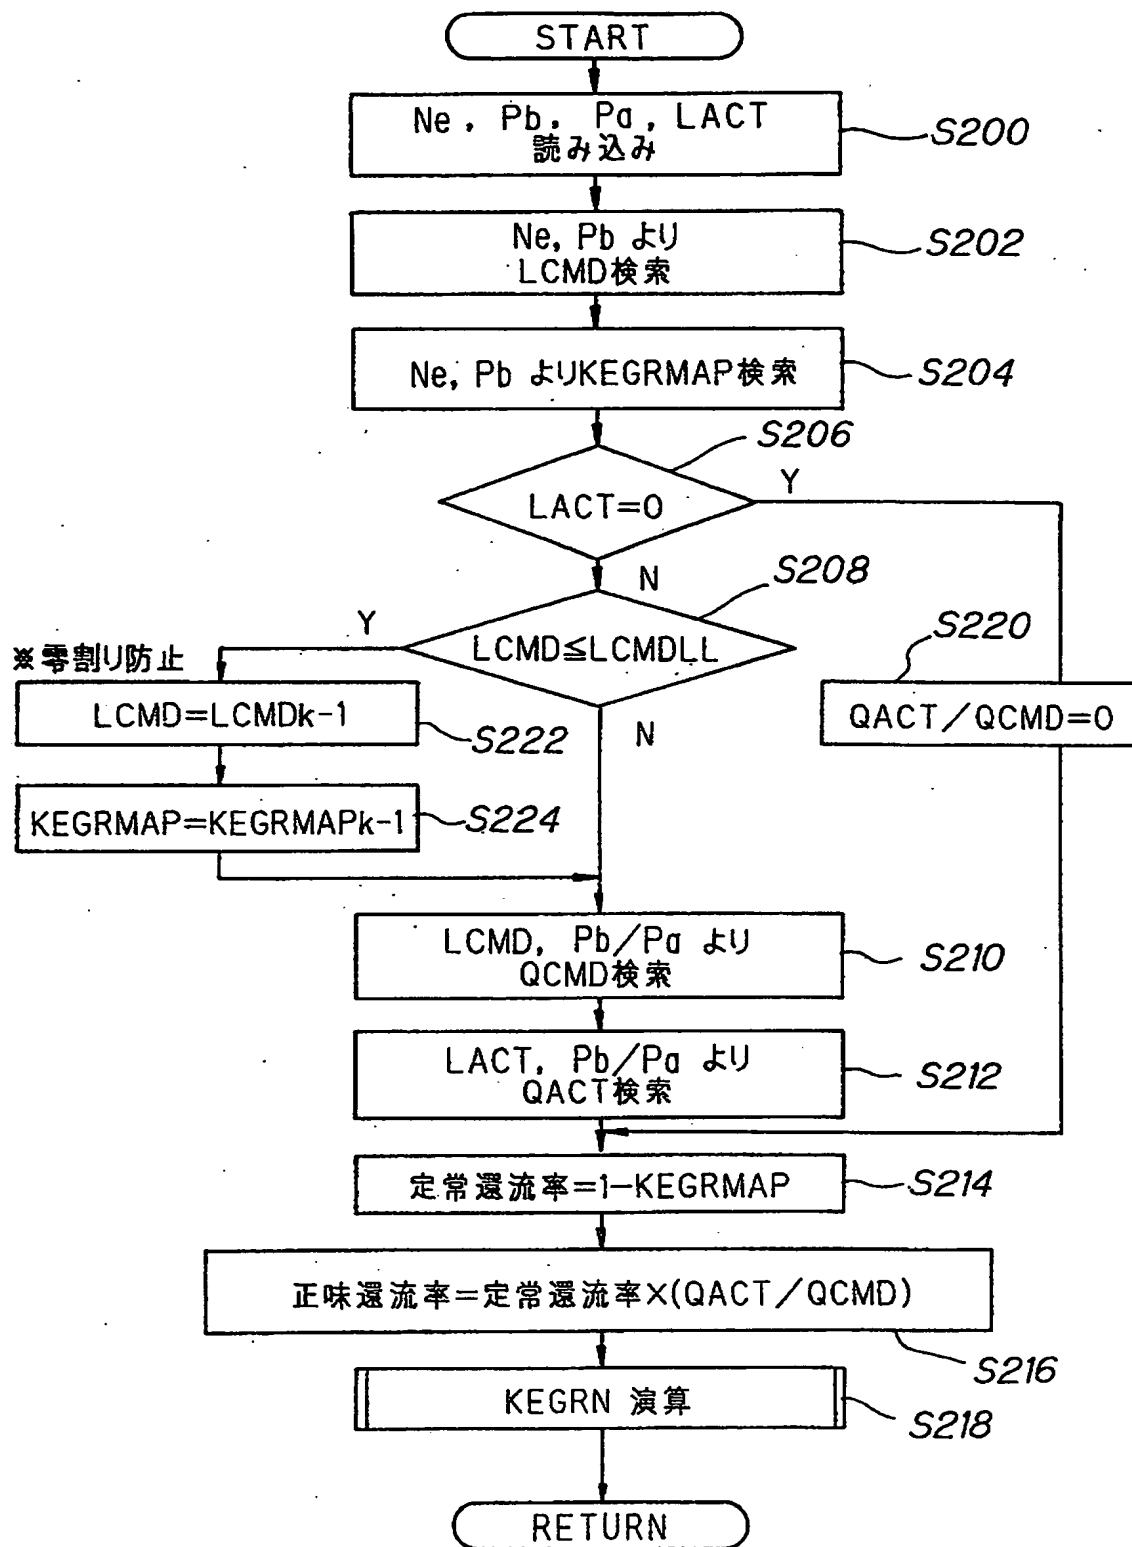 START
Ne, Pb, Pa, LACT
読み込み
S200
Ne, Pb より
LCMD検索
S202
Ne, Pb よりKEGRMAP検索
S204
S206
LACT=0
Y
N
S208
LCMD≦LCMDLL
Y
N
※零割り防止
LCMD=LCMDk-1
S222
KEGRMAP=KEGRMAPk-1
S224
S220
QACT/QCMD=0
LCMD, Pb/Pa より
QCMD検索
S210
LACT, Pb/Pa より
QACT検索
S212
定常還流率=1-KEGRMAP
S214
正味還流率=定常還流率×(QACT/QCMD)
S216
KEGRN 演算
S218
RETURN